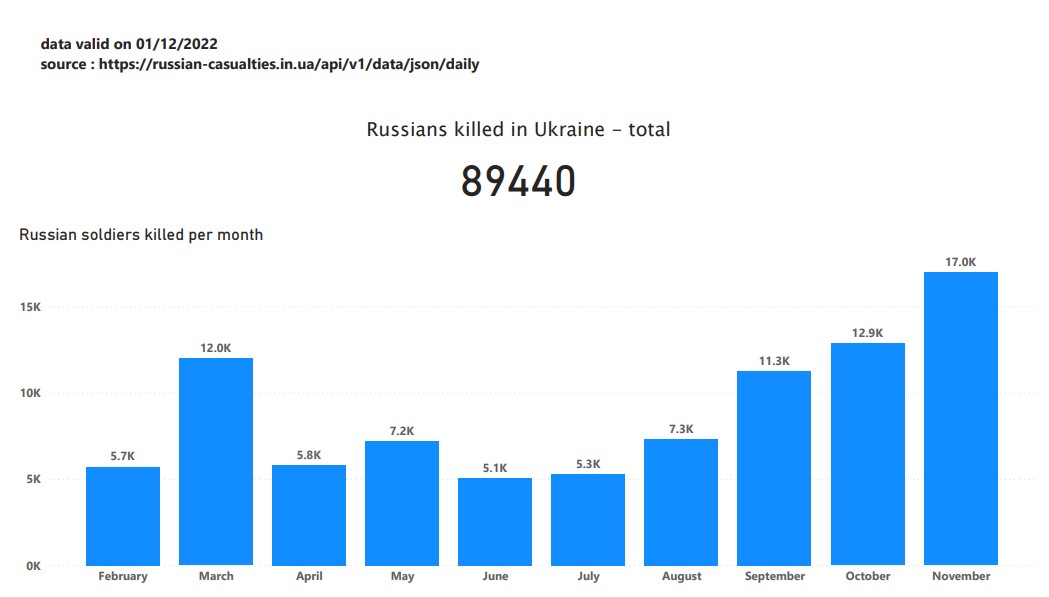 data valid on 01/12/2022
source : https://russian-casualties.in.ua/api/v1/data/json/daily
Russians killed in Ukraine – total
89440
Russian soldiers killed per month
17.0K
15K
12.9K
12.0K
11.3K
10K
7.3K
7.2K
5.7K
5.8K
5.1K
5.3K
5K
0K
February March April May June July August September October November